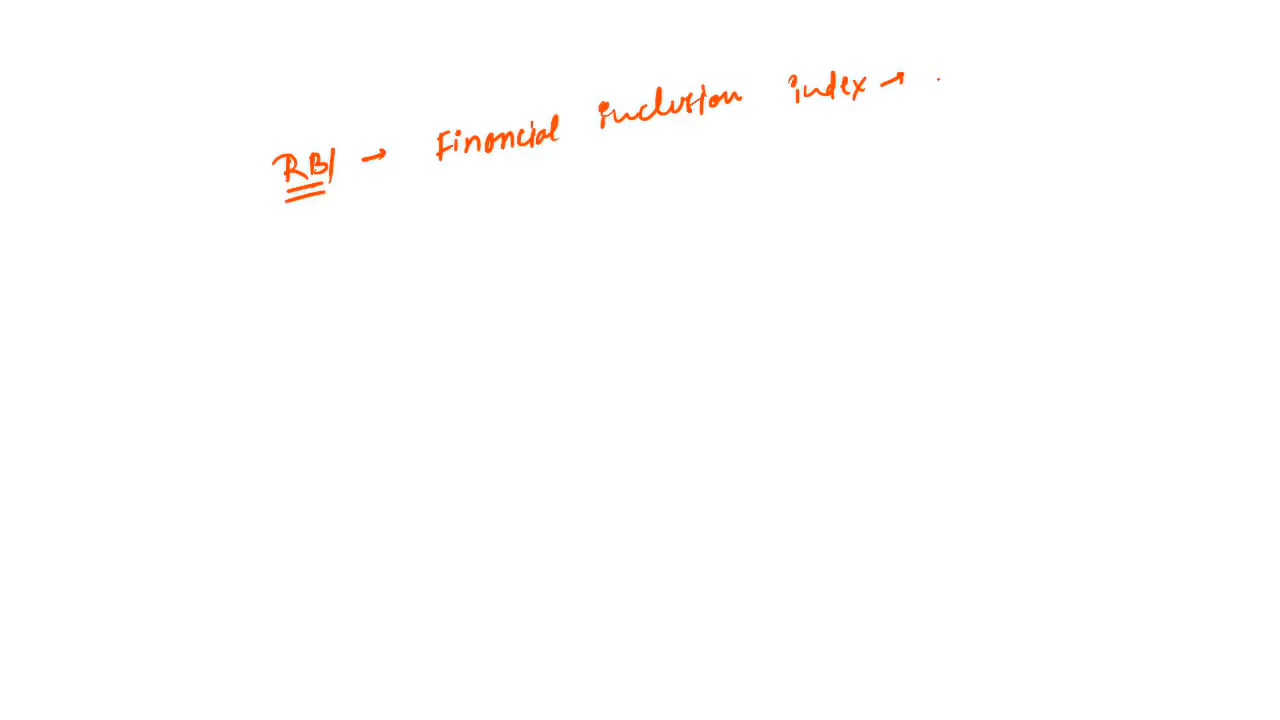 RBI → Financial inclusion index →